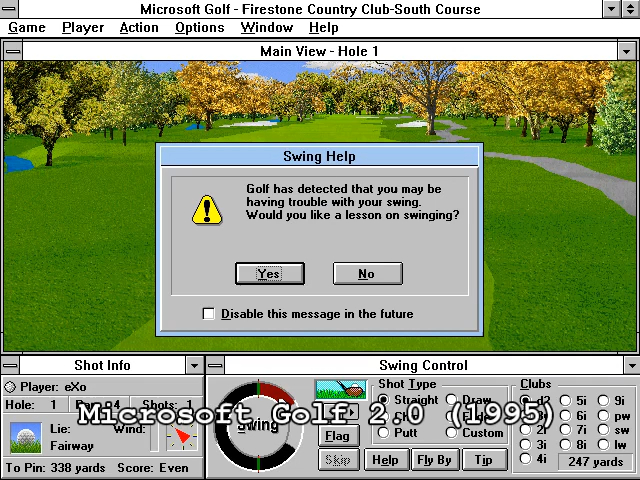 Microsoft Golf - Firestone Country Club-South Course
Game Player Action Options Window Help
Main View - Hole 1
Swing Help
Golf has detected that you may be
having trouble with your swing.
Would you like a lesson on swinging?
Yes No
Disable this message in the future
Shot Info
Player: eXo
Hole: 1 Shots: 1
Lie: Wind:
Fairway
To Pin: 338 yards Score: Even
Swing Control
Swing
Flag
Skip
Shot Type
Straight Draw
Putt Custom
Help Fly By Tip
Clubs
d2 5i 9i
6i pw
2i 7i sw
3i 8i lw
4i 247 yards
Microsoft Golf 2.0 (1995)